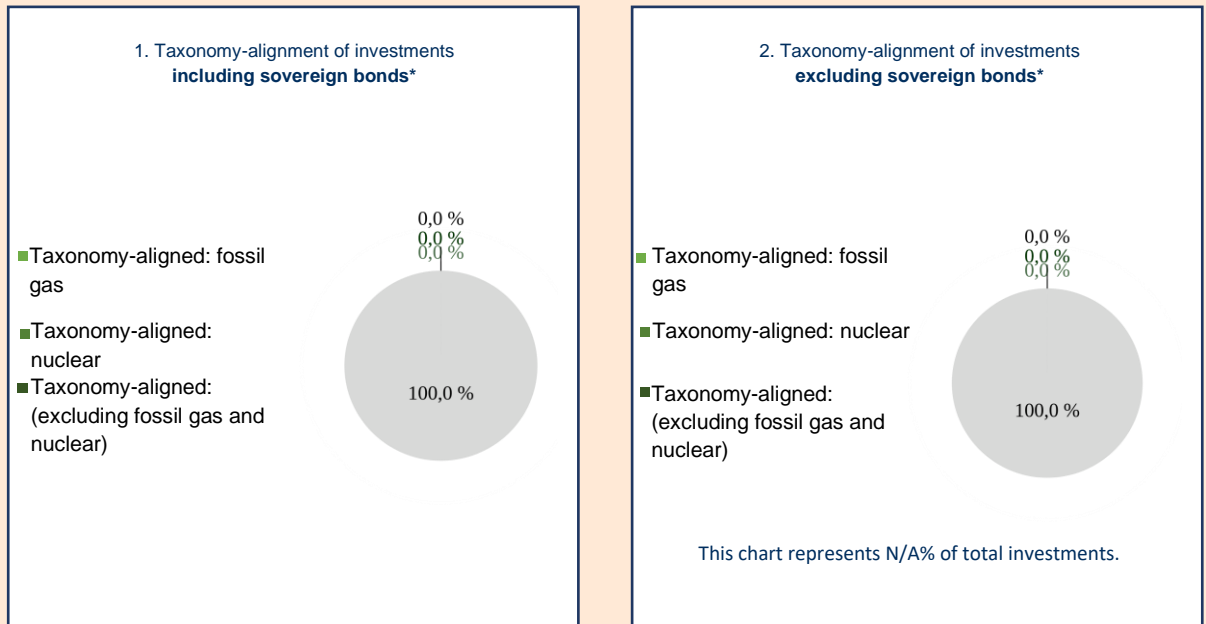 1. Taxonomy-alignment of investments
including sovereign bonds*
0,0 %
0,0 %
0,0 %
Taxonomy-aligned: fossil
gas
Taxonomy-aligned:
nuclear
Taxonomy-aligned:
(excluding fossil gas and
nuclear)
100,0 %
2. Taxonomy-alignment of investments
excluding sovereign bonds*
0,0 %
0,0 %
0,0 %
Taxonomy-aligned: fossil
gas
Taxonomy-aligned: nuclear
Taxonomy-aligned:
(excluding fossil gas and
nuclear)
100,0 %
This chart represents N/A% of total investments.